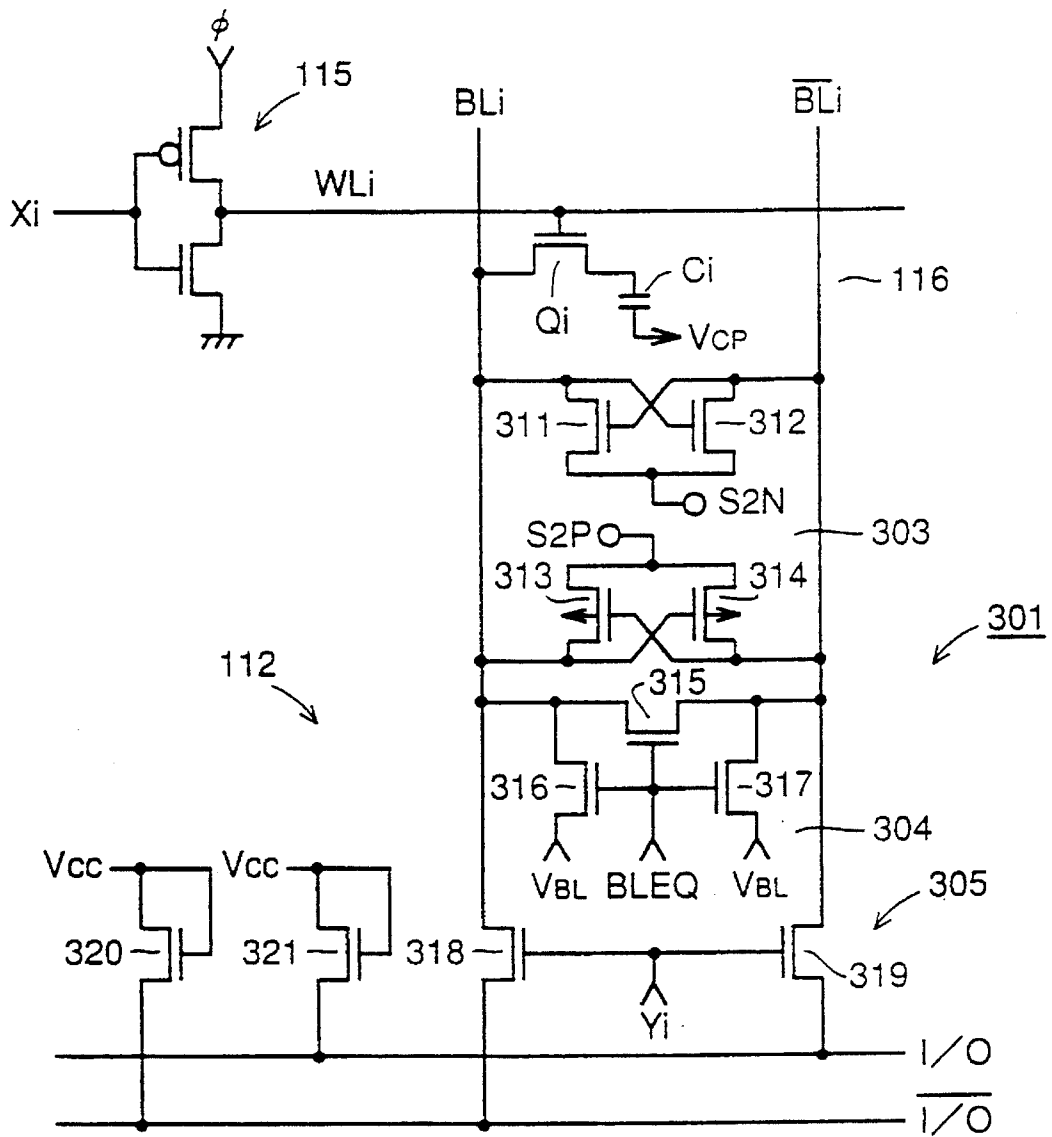 ϕ
115
BLi
B̅L̅i
Xi
WLi
Qi
Ci
116
VCP
311
312
S2N
S2P
303
313
314
301
112
315
316
317
304
Vcc
Vcc
VBL
BLEQ
VBL
305
320
321
318
319
Yi
I/O
I̅/̅O̅